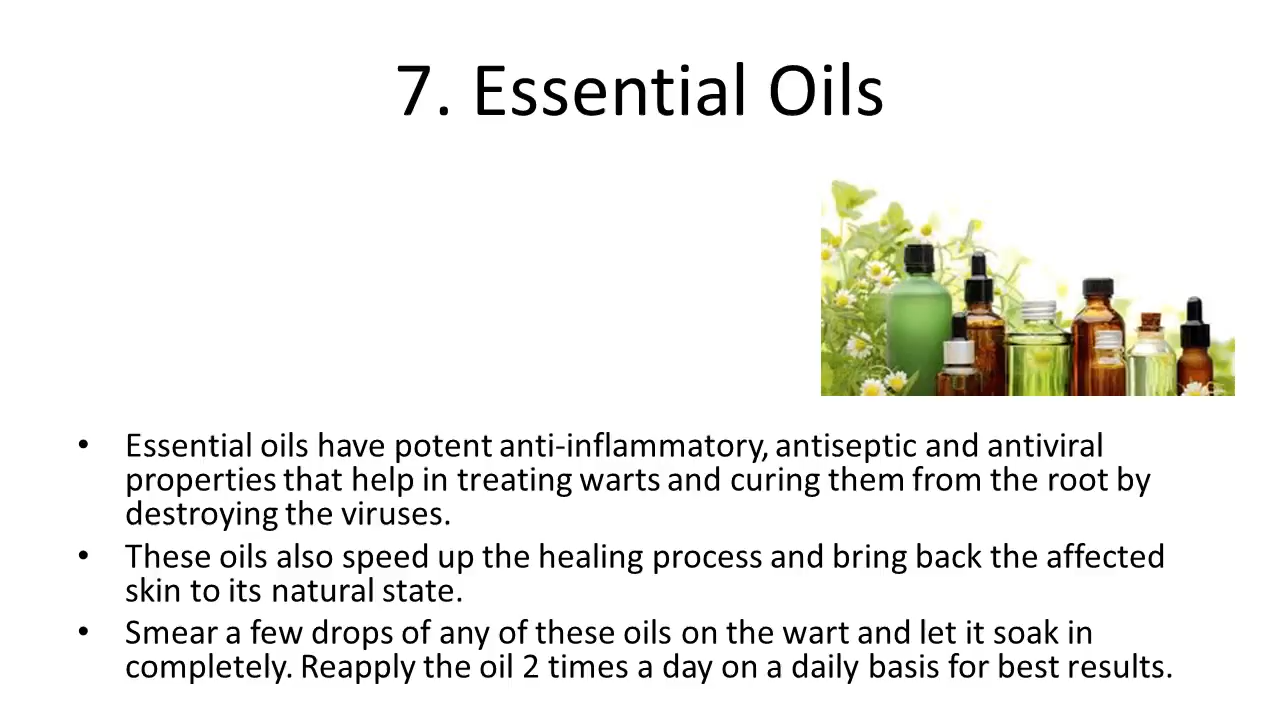 7. Essential Oils
• Essential oils have potent anti-inflammatory, antiseptic and antiviral
properties that help in treating warts and curing them from the root by
destroying the viruses.
• These oils also speed up the healing process and bring back the affected
skin to its natural state.
• Smear a few drops of any of these oils on the wart and let it soak in
completely. Reapply the oil 2 times a day on a daily basis for best results.